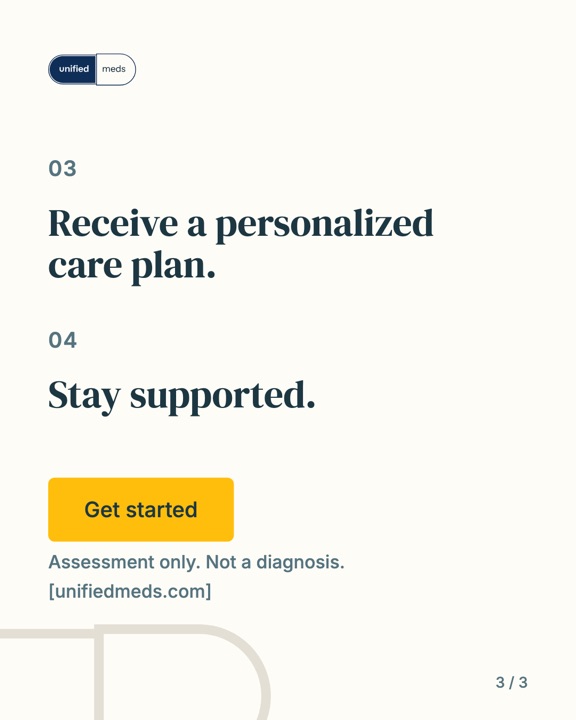 unified meds
03
Receive a personalized
care plan.
04
Stay supported.
Get started
Assessment only. Not a diagnosis.
[unifiedmeds.com]
3 / 3